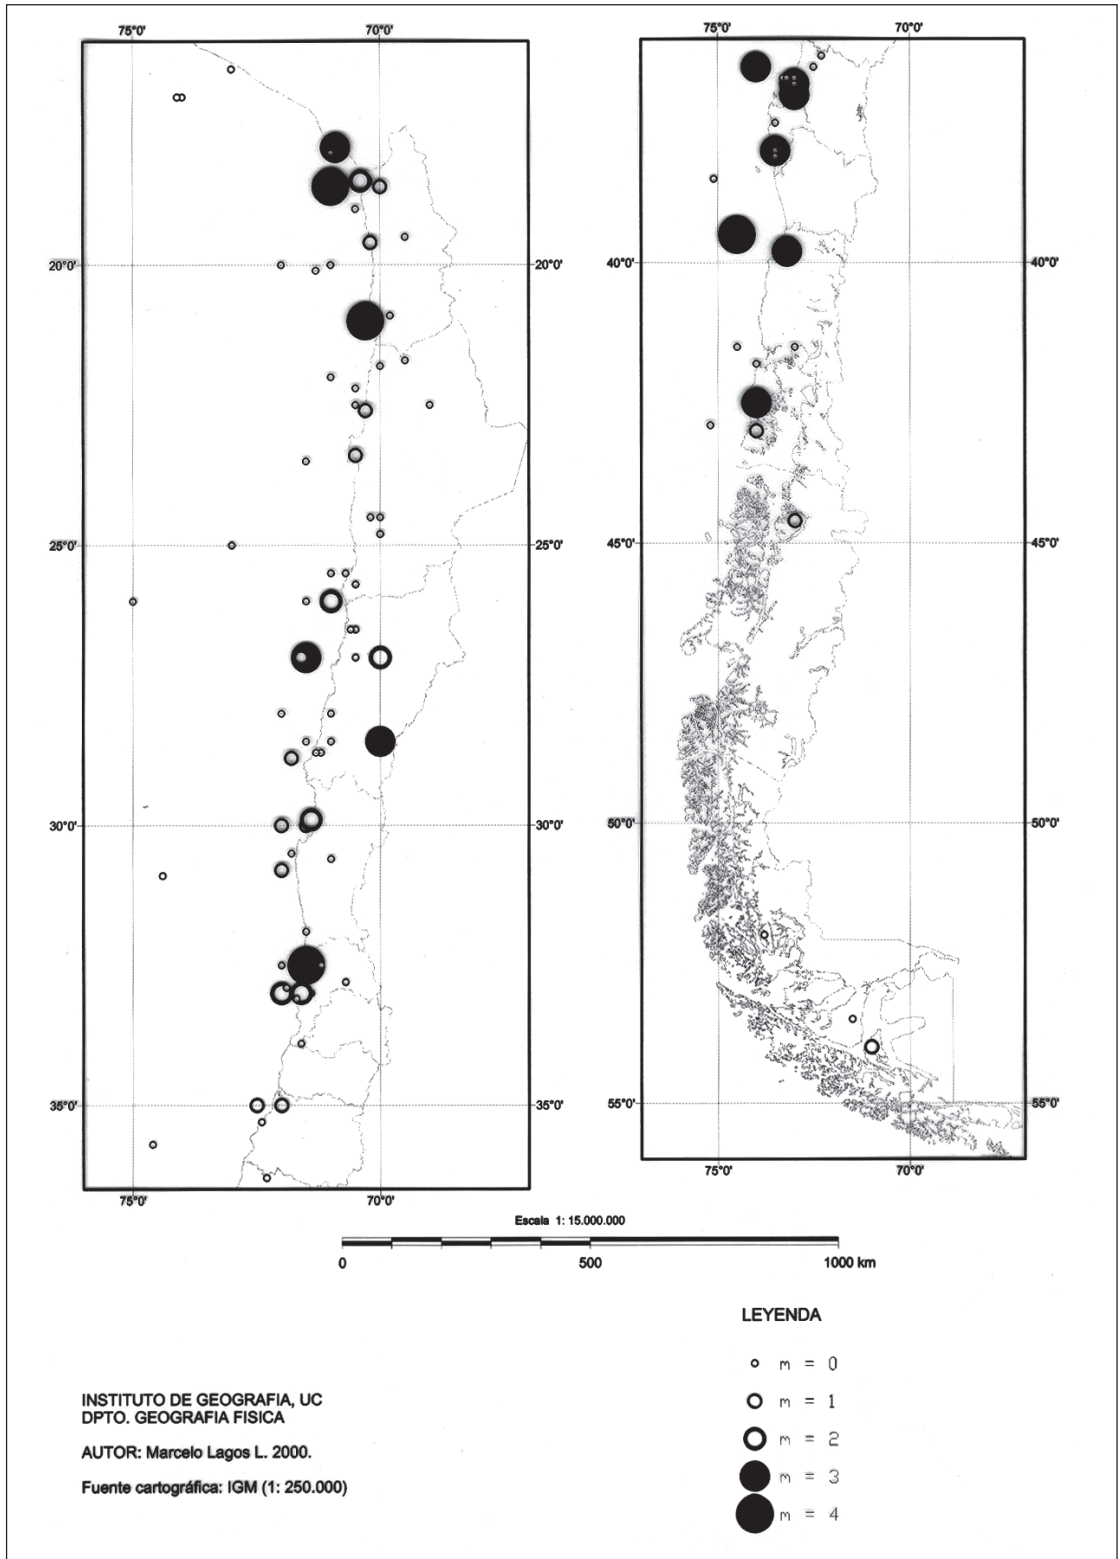 75°0'
70°0'
75°0'
70°0'
20°0'
20°0'
25°0'
25°0'
30°0'
30°0'
35°0'
35°0'
75°0'
70°0'
40°0'
40°0'
45°0'
45°0'
50°0'
50°0'
55°0'
55°0'
75°0'
70°0'
Escala 1: 15.000.000
0
500
1000 km
LEYENDA
m = 0
m = 1
m = 2
m = 3
m = 4
INSTITUTO DE GEOGRAFIA, UC
DPTO. GEOGRAFIA FISICA
AUTOR: Marcelo Lagos L. 2000.
Fuente cartográfica: IGM (1: 250.000)